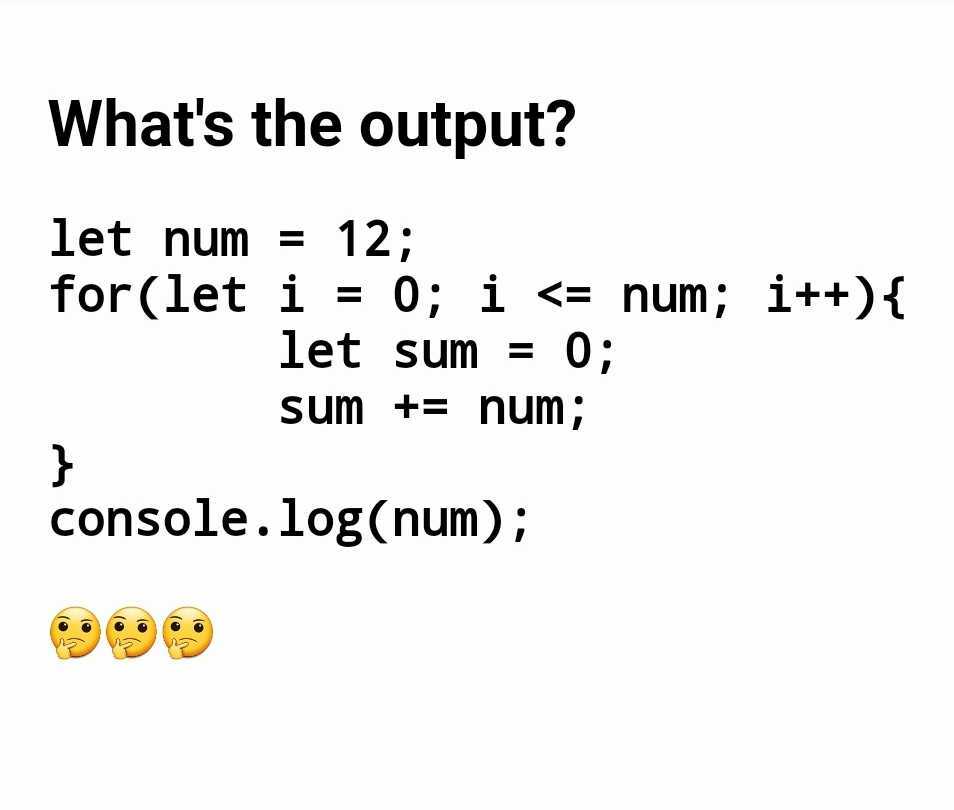 What's the output?
let num = 12;
for(let i = 0; i <= num; i++){
        let sum = 0;
        sum += num;
}
console.log(num);
🤔🤔🤔